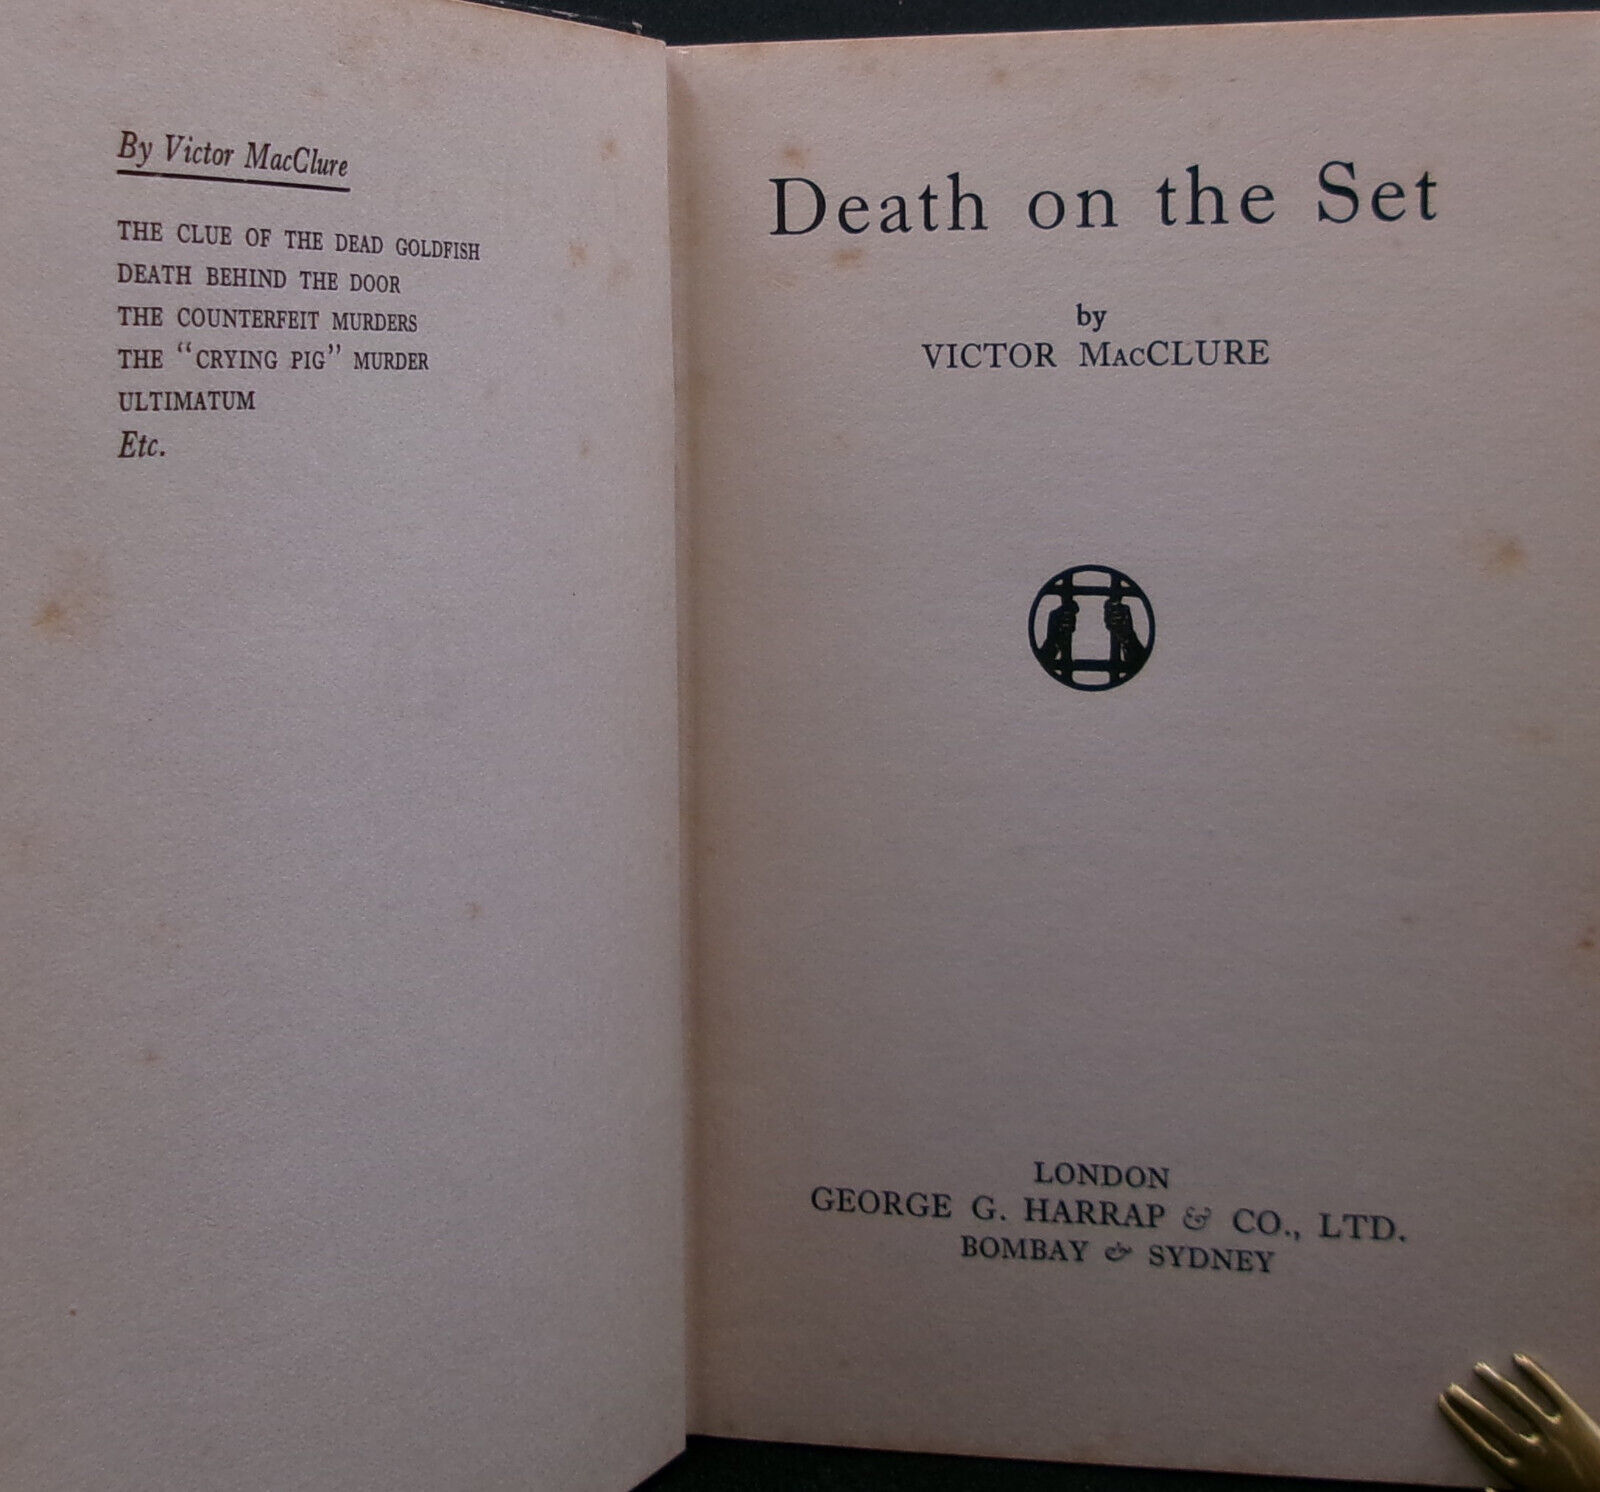 By Victor MacClure
THE CLUE OF THE DEAD GOLDFISH
DEATH BEHIND THE DOOR
THE COUNTERFEIT MURDERS
THE “CRYING PIG” MURDER
ULTIMATUM
Etc.
Death on the Set
by
VICTOR MACCLURE
LONDON
GEORGE G. HARRAP & CO., LTD.
BOMBAY & SYDNEY